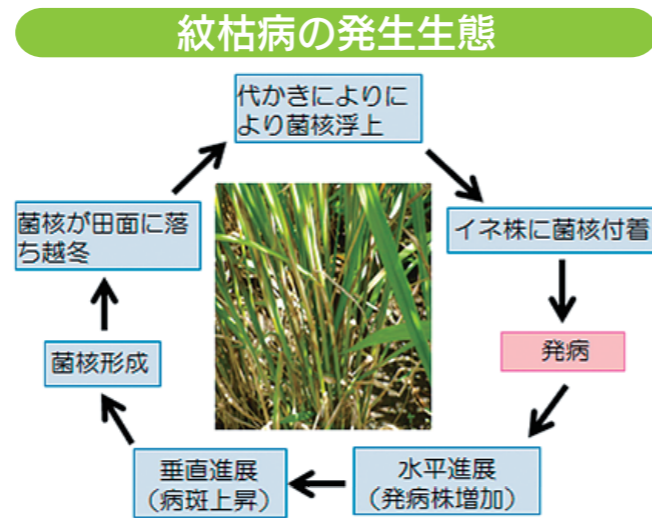 紋枯病の発生生態
代かきによりに
より菌核浮上
イネ株に菌核付着
発病
水平進展
（発病株増加）
垂直進展
（病斑上昇）
菌核形成
菌核が田面に落
ち越冬